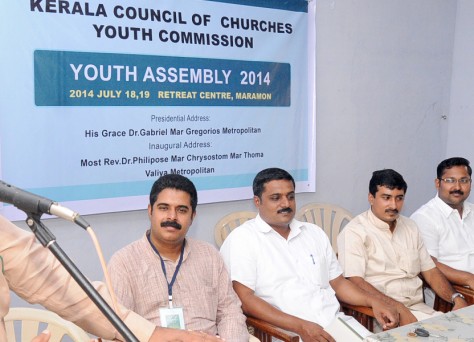 KERALA COUNCIL OF CHURCHES
YOUTH COMMISSION
YOUTH ASSEMBLY 2014
2014 JULY 18,19 RETREAT CENTRE, MARAMON
Presidential Address:
His Grace Dr.Gabriel Mar Gregorios Metropolitan
Inaugural Address:
Most Rev.Dr.Philipose Mar Chrysostom Mar Thoma
Valiya Metropolitan